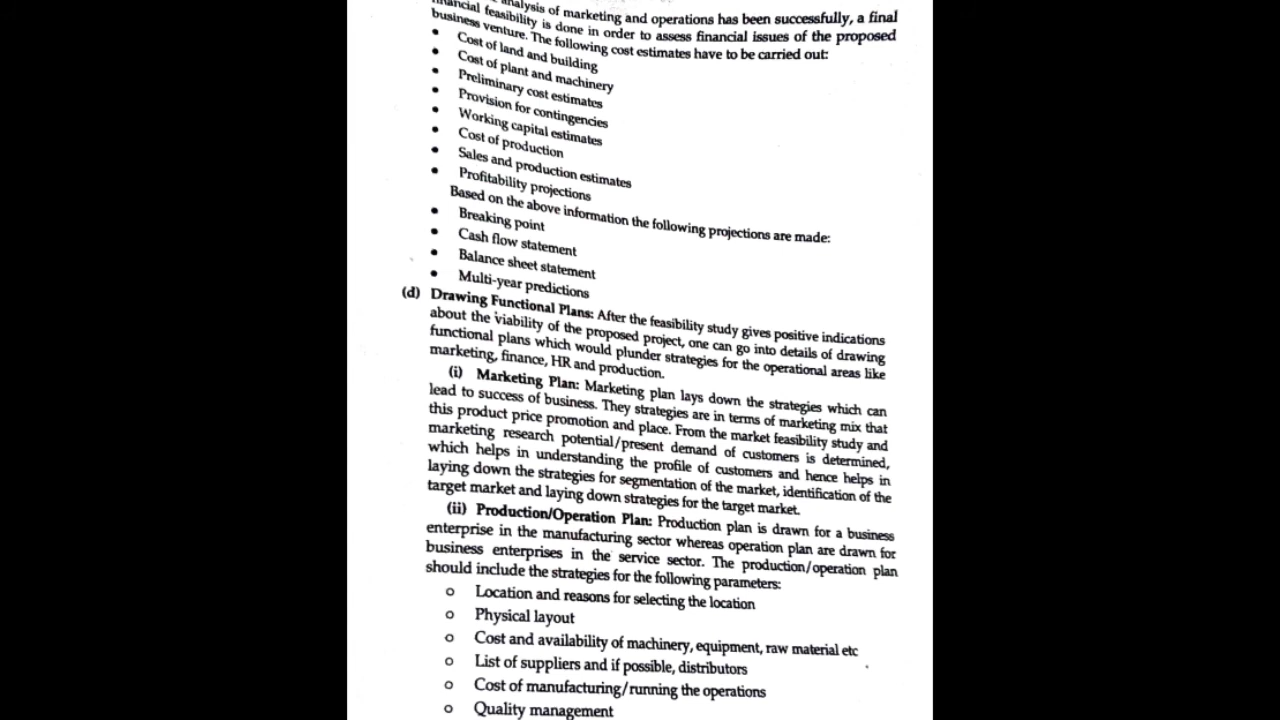 analysis of marketing and operations has been successfully, a final
financial feasibility is done in order to assess financial issues of the proposed
business venture. The following cost estimates have to be carried out:
• Cost of land and building
• Cost of plant and machinery
• Preliminary cost estimates
• Provision for contingencies
• Working capital estimates
• Cost of production
• Sales and production estimates
• Profitability projections
Based on the above information the following projections are made:
• Breaking point
• Cash flow statement
• Balance sheet statement
• Multi-year predictions
(d) Drawing Functional Plans: After the feasibility study gives positive indications
about the viability of the proposed project, one can go into details of drawing
functional plans which would plunder strategies for the operational areas like
marketing, finance, HR and production.
(i) Marketing Plan: Marketing plan lays down the strategies which can
lead to success of business. They strategies are in terms of marketing mix that
this product price promotion and place. From the market feasibility study and
marketing research potential/present demand of customers is determined,
which helps in understanding the profile of customers and hence helps in
laying down the strategies for segmentation of the market, identification of the
target market and laying down strategies for the target market.
(ii) Production/Operation Plan: Production plan is drawn for a business
enterprise in the manufacturing sector whereas operation plan are drawn for
business enterprises in the service sector. The production/operation plan
should include the strategies for the following parameters:
o Location and reasons for selecting the location
o Physical layout
o Cost and availability of machinery, equipment, raw material etc
o List of suppliers and if possible, distributors
o Cost of manufacturing/running the operations
o Quality management